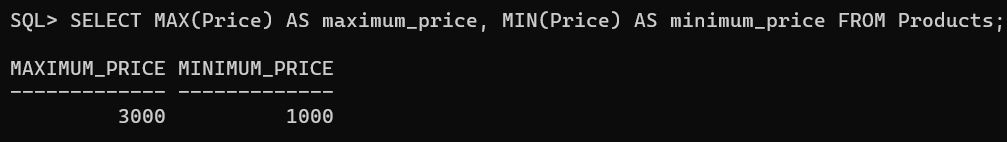 SQL> SELECT MAX(Price) AS maximum_price, MIN(Price) AS minimum_price FROM Products;
MAXIMUM_PRICE MINIMUM_PRICE
------------- -------------
         3000          1000